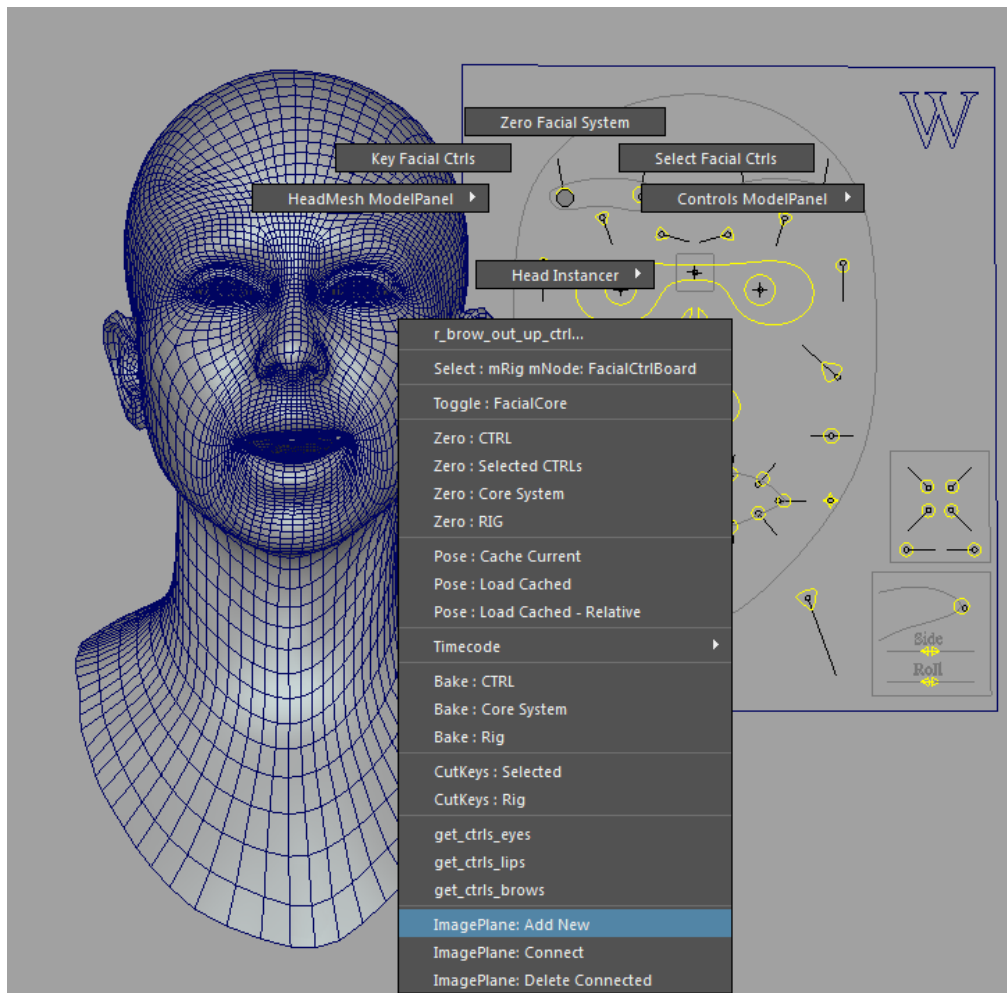 W
Zero Facial System
Key Facial Ctrls
Select Facial Ctrls
HeadMesh ModelPanel
Controls ModelPanel
Head Instancer
r_brow_out_up_ctrl...
Select : mRig mNode: FacialCtrlBoard
Toggle : FacialCore
Zero : CTRL
Zero : Selected CTRLs
Zero : Core System
Zero : RIG
Pose : Cache Current
Pose : Load Cached
Pose : Load Cached - Relative
Timecode
Bake : CTRL
Bake : Core System
Bake : Rig
CutKeys : Selected
CutKeys : Rig
get_ctrls_eyes
get_ctrls_lips
get_ctrls_brows
ImagePlane: Add New
ImagePlane: Connect
ImagePlane: Delete Connected
Side
Roll